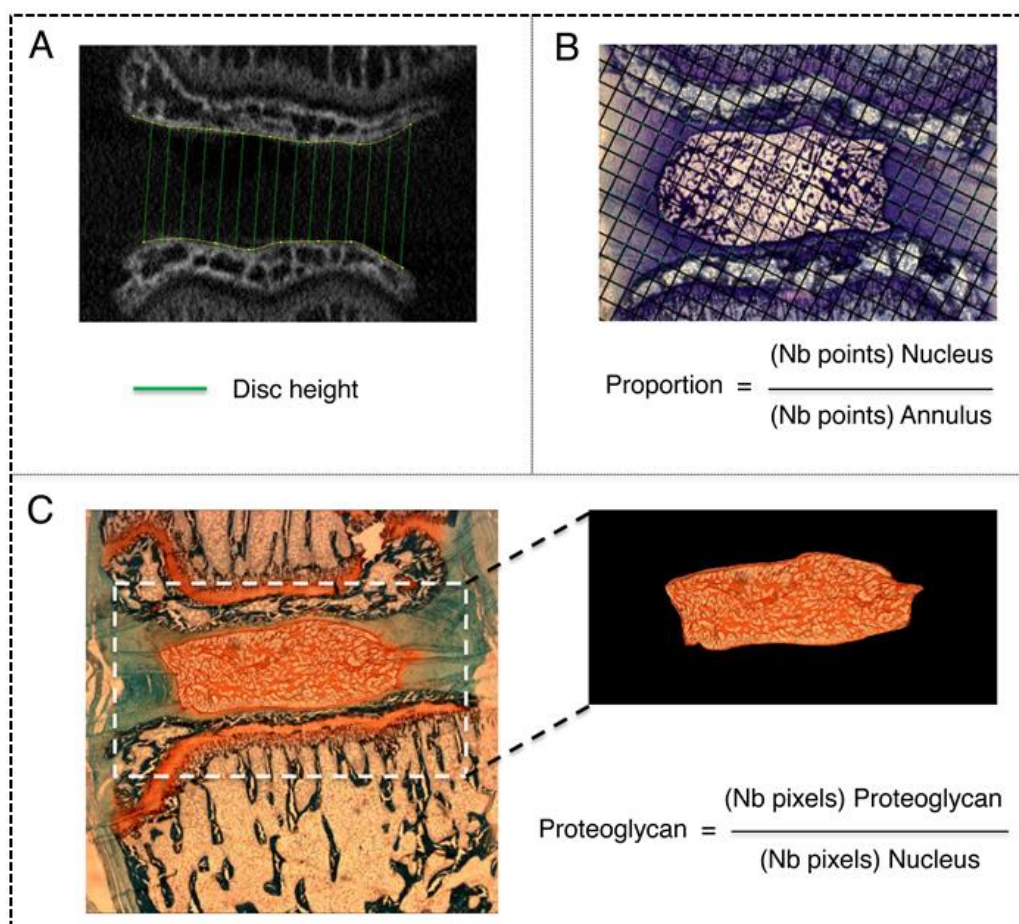 A
B
Disc height
(Nb points) Nucleus
Proportion =
(Nb points) Annulus
C
(Nb pixels) Proteoglycan
Proteoglycan =
(Nb pixels) Nucleus